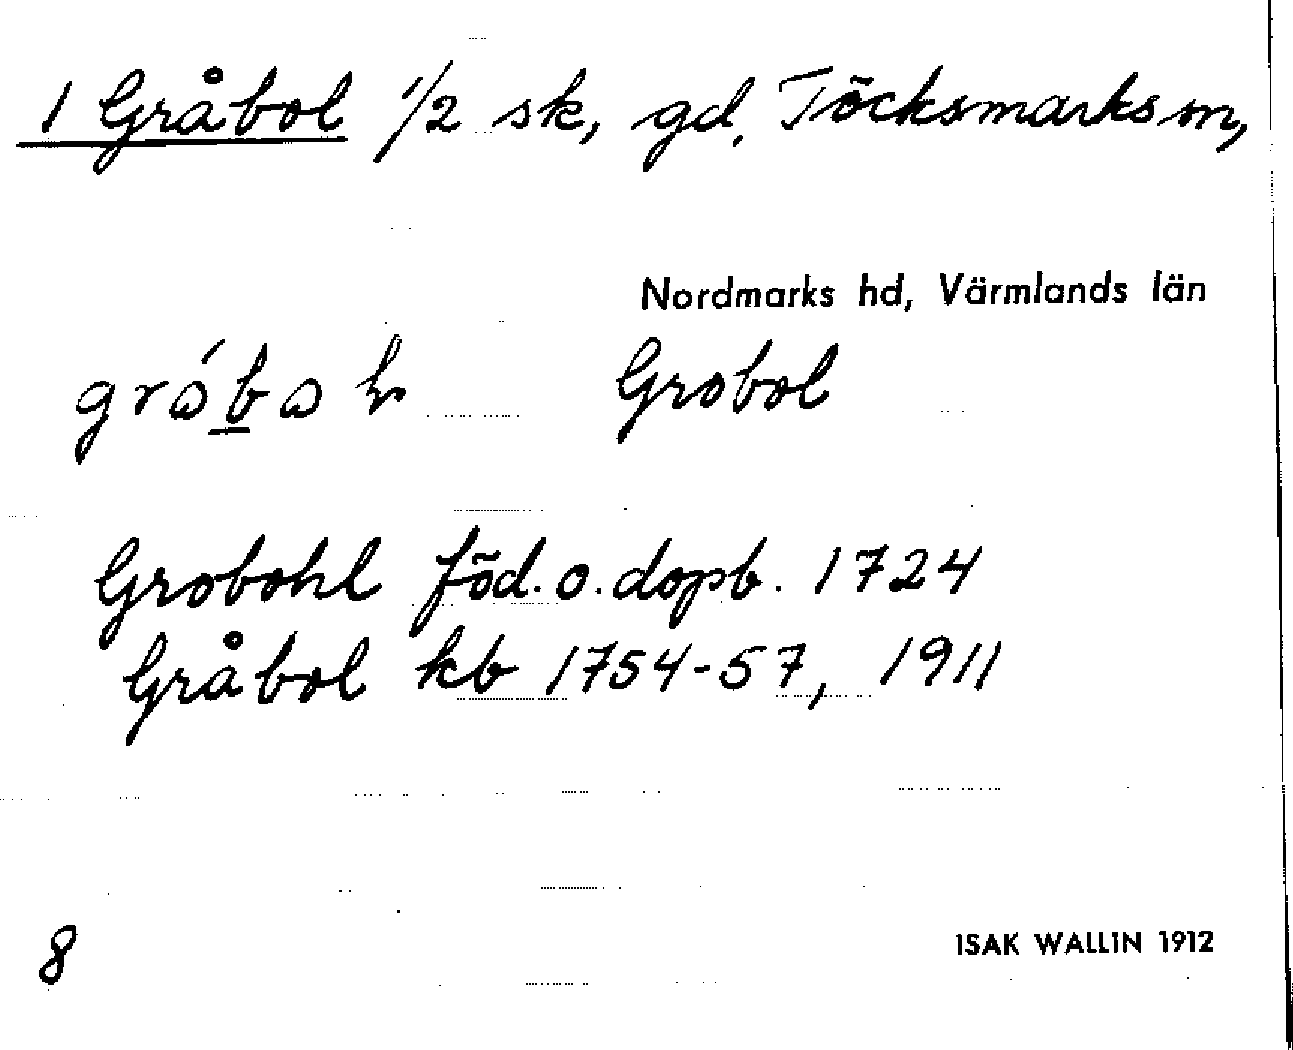 1 Gråbol 1/2 sk, gd, Töcksmarks sn,
Nordmarks hd, Värmlands län
Grobol
Grobohl föd. o. dopb. 1724
Gråbol kb 1754-57, 1911
8 ISAK WALLIN 1912